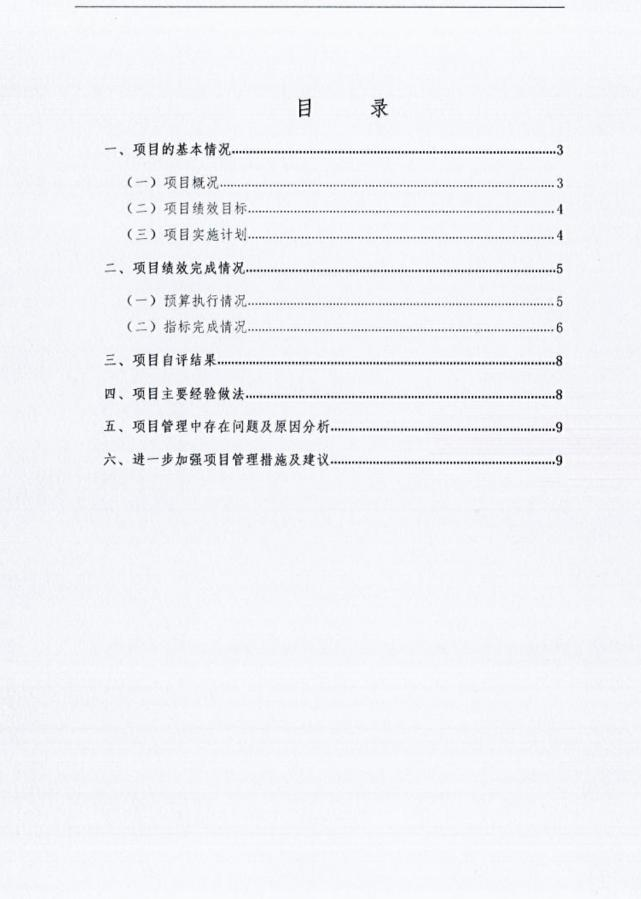 目 录
一、项目的基本情况........................................3
（一）项目概况........................................3
（二）项目绩效目标........................................4
（三）项目实施计划........................................4
二、项目绩效完成情况........................................5
（一）预算执行情况........................................5
（二）指标完成情况........................................6
三、项目自评结果........................................8
四、项目主要经验做法........................................8
五、项目管理中存在问题及原因分析........................................9
六、进一步加强项目管理措施及建议........................................9